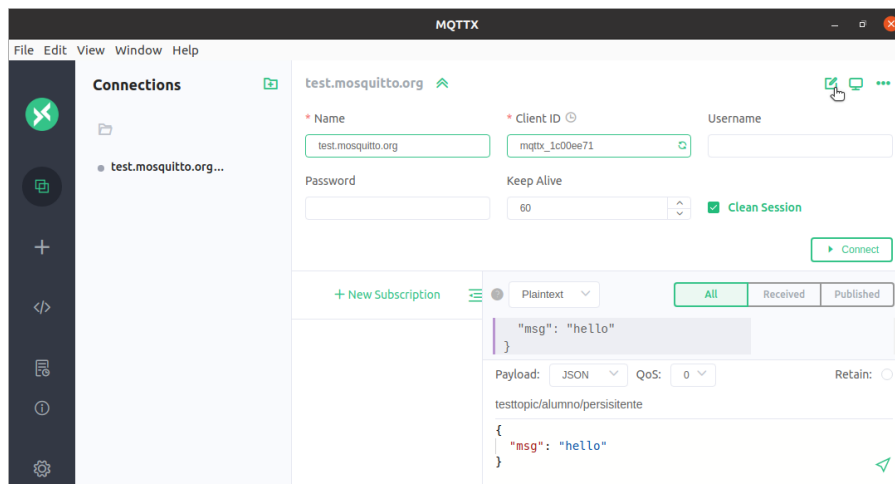 MQTTX
File Edit View Window Help
Connections
test.mosquitto.org...
test.mosquitto.org
* Name
* Client ID
Username
test.mosquitto.org
mqttx_1c00ee71
Password
Keep Alive
60
Clean Session
Connect
+ New Subscription
Plaintext
All
Received
Published
"msg": "hello"
}
Payload:
JSON
QoS:
0
Retain:
testtopic/alumno/persisitente
{
"msg": "hello"
}